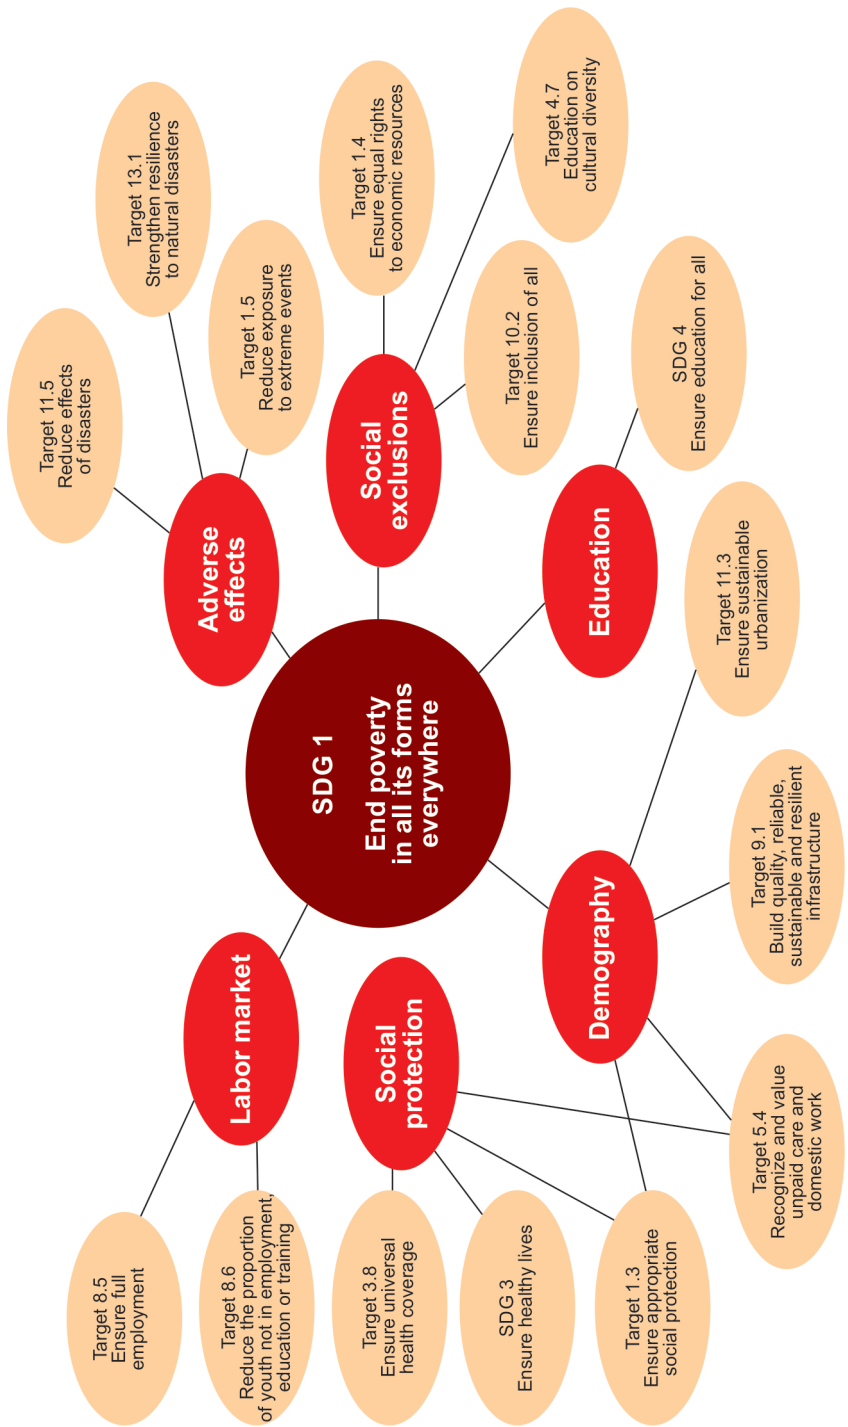 SDG 1
End poverty
in all its forms
everywhere
Labor market
Target 8.5
Ensure full
employment
Target 8.6
Reduce the proportion
of youth not in employment,
education or training
Social
protection
Target 3.8
Ensure universal
health coverage
SDG 3
Ensure healthy lives
Target 1.3
Ensure appropriate
social protection
Target 5.4
Recognize and value
unpaid care and
domestic work
Demography
Target 9.1
Build quality, reliable,
sustainable and resilient
infrastructure
Target 11.3
Ensure sustainable
urbanization
Education
SDG 4
Ensure education for all
Social
exclusions
Target 10.2
Ensure inclusion of all
Target 4.7
Education on
cultural diversity
Target 1.4
Ensure equal rights
to economic resources
Adverse
effects
Target 1.5
Reduce exposure
to extreme events
Target 13.1
Strengthen resilience
to natural disasters
Target 11.5
Reduce effects
of disasters